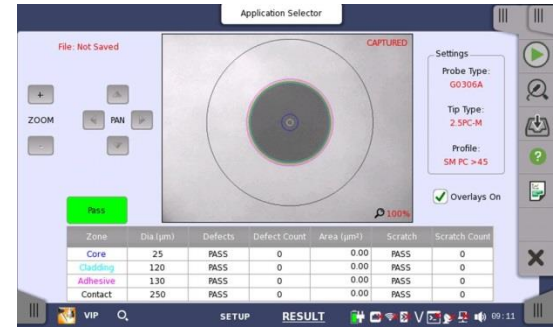 Application Selector
File: Not Saved
CAPTURED
Settings
Probe Type:
G0306A
Tip Type:
2.5PC-M
Profile:
SM PC >45
ZOOM
PAN
+
-
Overlays On
100%
Pass
Zone Dia (µm) Defects Defect Count Area (µm²) Scratch Scratch Count
Core 25 PASS 0 0.00 PASS 0
Cladding 120 PASS 0 0.00 PASS 0
Adhesive 130 PASS 0 0.00 PASS 0
Contact 250 PASS 0 0.00 PASS 0
VIP SETUP RESULT V 09:11